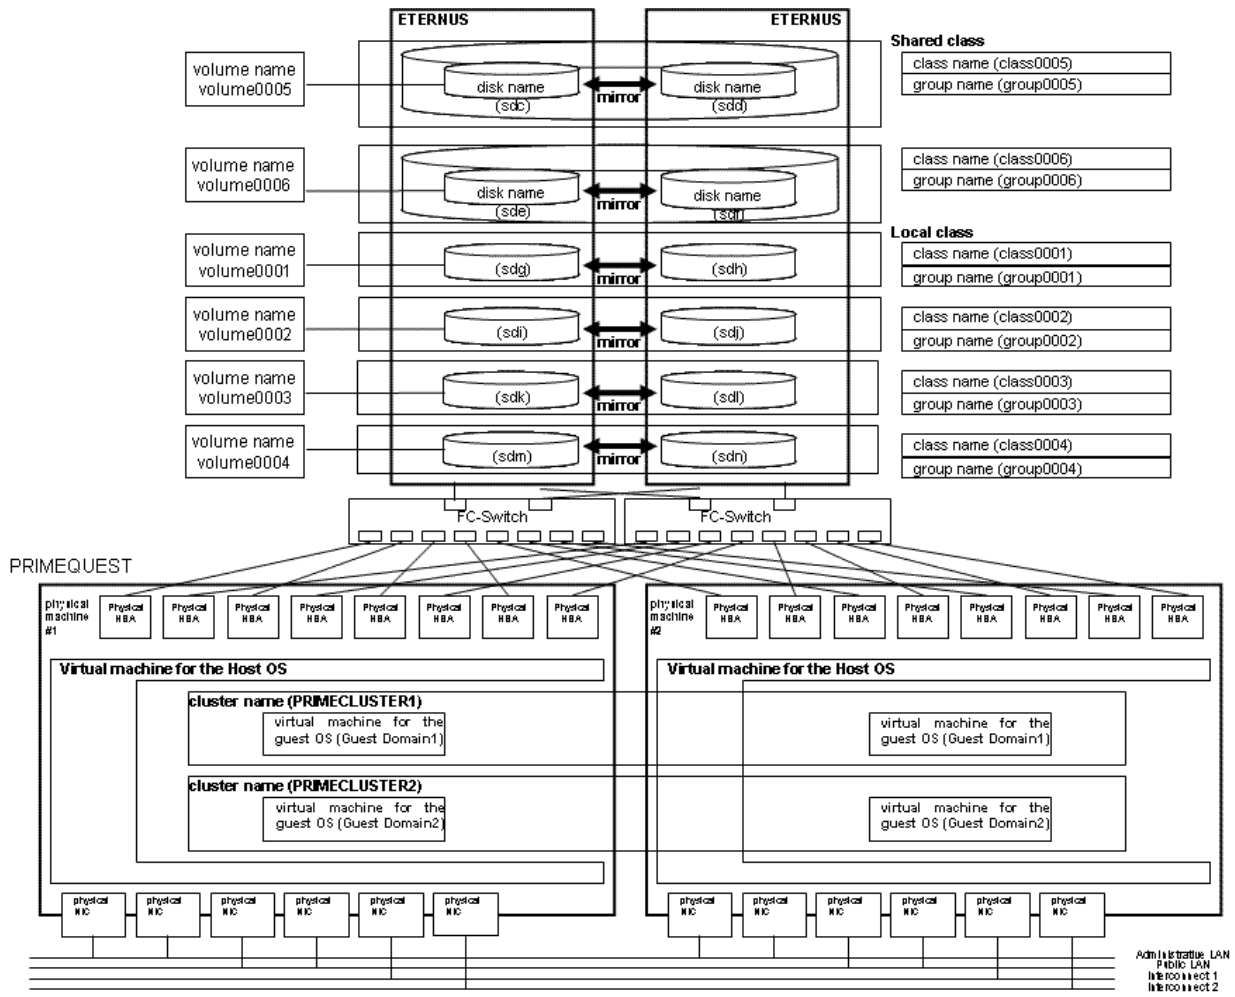 ETERNUS
ETERNUS
Shared class
volume name
volume0005
disk name
(sdc)
mirror
disk name
(sdd)
class name (class0005)
group name (group0005)
volume name
volume0006
disk name
(sde)
mirror
disk name
(sdf)
class name (class0006)
group name (group0006)
Local class
volume name
volume0001
(sdg)
mirror
(sdh)
class name (class0001)
group name (group0001)
volume name
volume0002
(sdi)
mirror
(sdj)
class name (class0002)
group name (group0002)
volume name
volume0003
(sdk)
mirror
(sdl)
class name (class0003)
group name (group0003)
volume name
volume0004
(sdm)
mirror
(sdn)
class name (class0004)
group name (group0004)
FC-Switch
FC-Switch
PRIMEQUEST
physical
machine
#1
Physical
HBA
Physical
HBA
Physical
HBA
Physical
HBA
Physical
HBA
Physical
HBA
Physical
HBA
Physical
HBA
physical
machine
#2
Physical
HBA
Physical
HBA
Physical
HBA
Physical
HBA
Physical
HBA
Physical
HBA
Physical
HBA
Physical
HBA
Virtual machine for the Host OS
Virtual machine for the Host OS
cluster name (PRIMECLUSTER1)
virtual machine for the
guest OS (Guest Domain1)
virtual machine for the
guest OS (Guest Domain1)
cluster name (PRIMECLUSTER2)
virtual machine for the
guest OS (Guest Domain2)
virtual machine for the
guest OS (Guest Domain2)
physical
NIC
physical
NIC
physical
NIC
physical
NIC
physical
NIC
physical
NIC
physical
NIC
physical
NIC
physical
NIC
physical
NIC
physical
NIC
physical
NIC
Administrative LAN
Public LAN
Interconnect 1
Interconnect 2